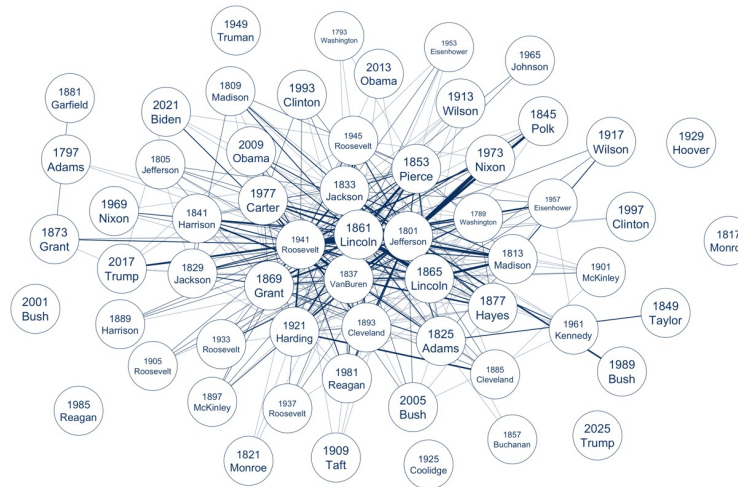 1949
Truman
1793
Washington
1953
Eisenhower
1965
Johnson
1881
Garfield
2021
Biden
1809
Madison
1993
Clinton
2013
Obama
1913
Wilson
1845
Polk
1917
Wilson
1929
Hoover
1797
Adams
1805
Jefferson
2009
Obama
1945
Roosevelt
1853
Pierce
1973
Nixon
1969
Nixon
1841
Harrison
1977
Carter
1833
Jackson
1861
Lincoln
1801
Jefferson
1789
Washington
1957
Eisenhower
1997
Clinton
1873
Grant
2017
Trump
1829
Jackson
1941
Roosevelt
1837
VanBuren
1865
Lincoln
1813
Madison
1901
McKinley
1817
Monro
2001
Bush
1889
Harrison
1869
Grant
1877
Hayes
1849
Taylor
1933
Roosevelt
1921
Harding
1893
Cleveland
1825
Adams
1961
Kennedy
1905
Roosevelt
1981
Reagan
1885
Cleveland
1989
Bush
1985
Reagan
1897
McKinley
1937
Roosevelt
2005
Bush
1857
Buchanan
2025
Trump
1821
Monroe
1909
Taft
1925
Coolidge